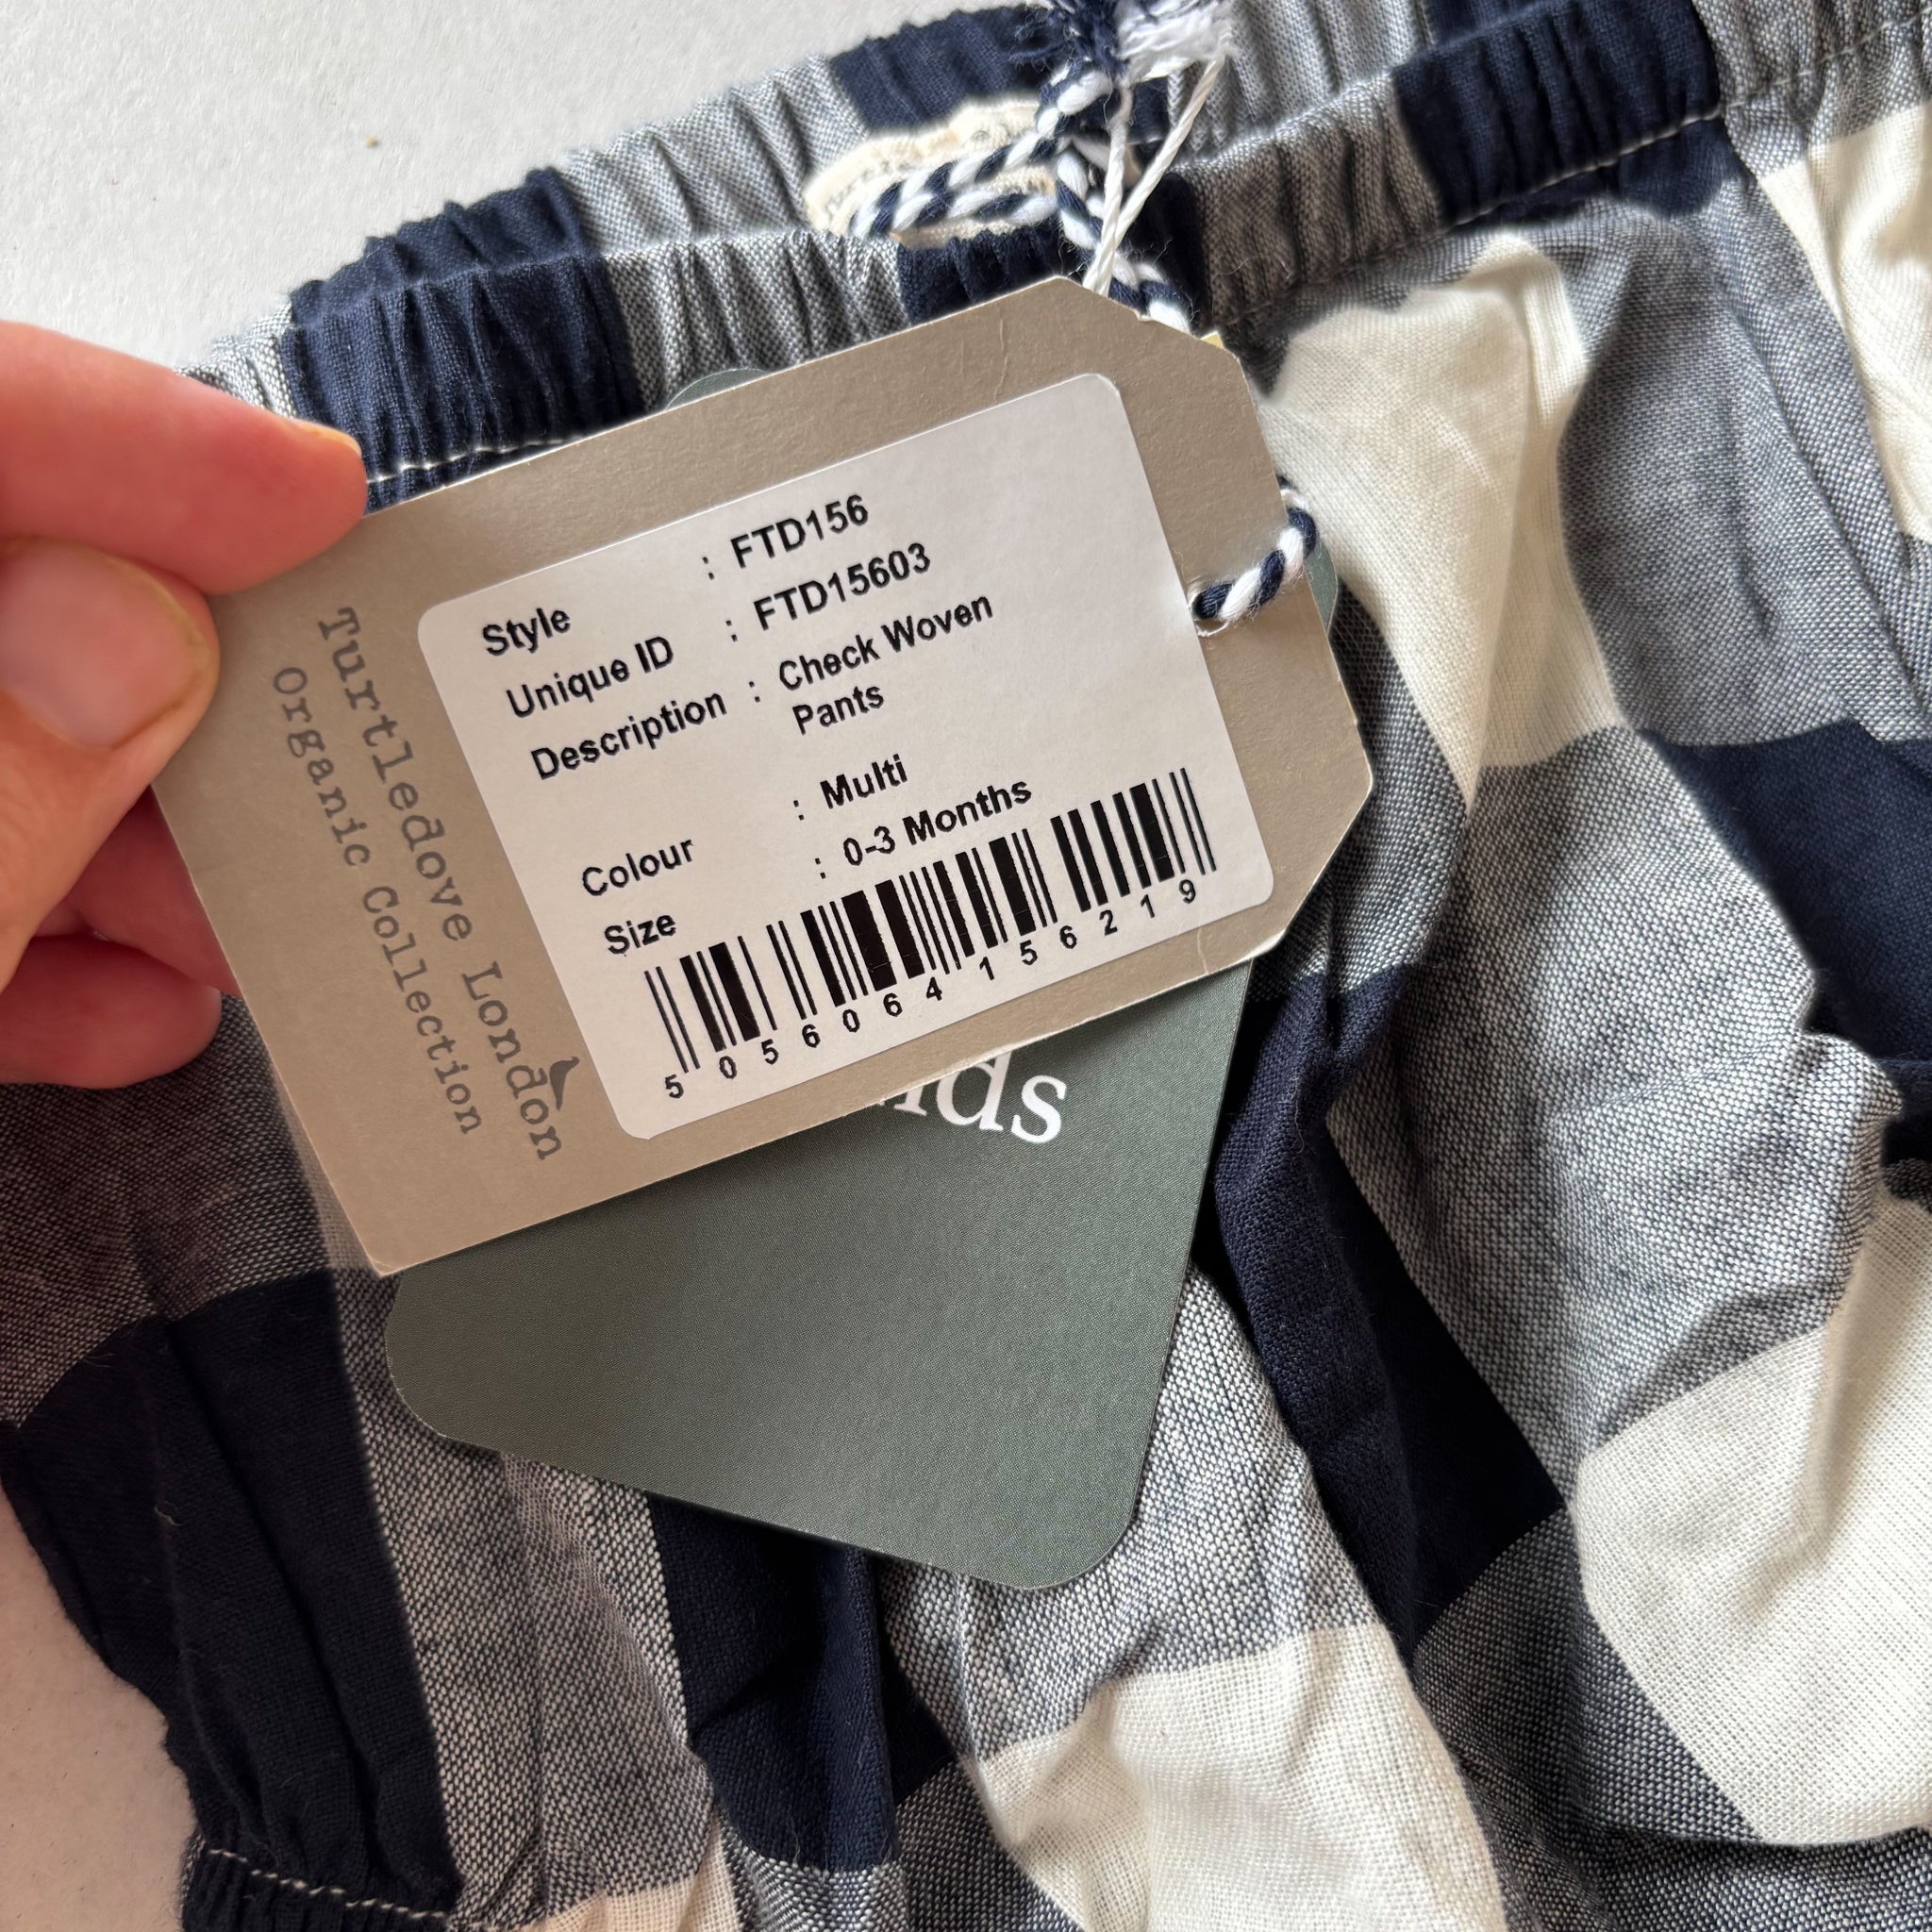 Style : FTD156
Unique ID : FTD15603
Description : Check Woven
Pants
Colour : Multi
Size : 0-3 Months
5 056064 156219
Turtledove London
Organic Collection